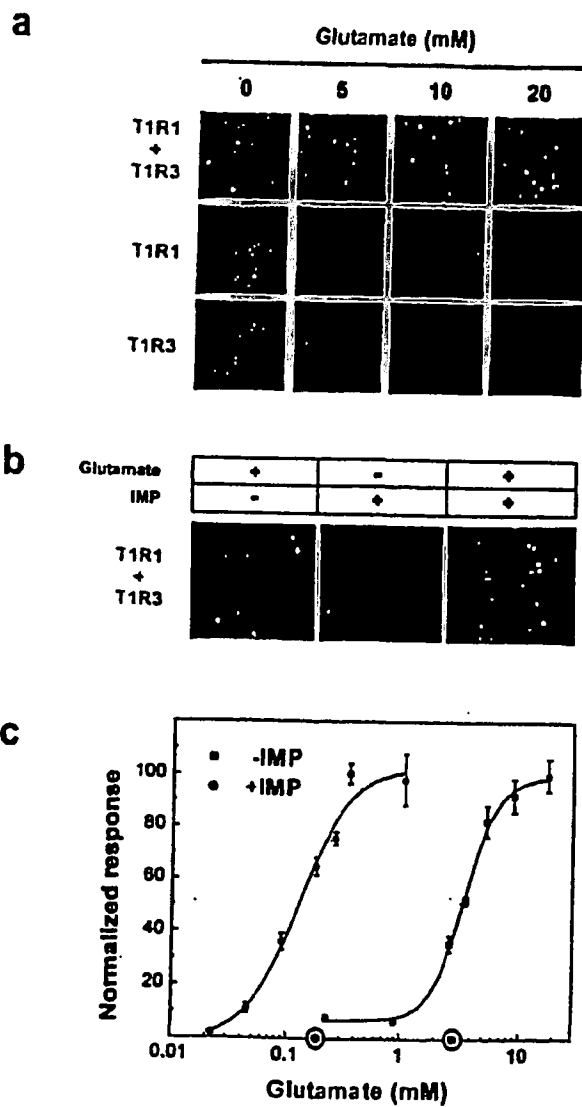 a
Glutamate (mM)
0 5 10 20
T1R1
+
T1R3
T1R1
T1R3
b
Glutamate + - +
IMP - + +
T1R1
+
T1R3
c
-IMP
+IMP
100
80
60
40
20
Normalized response
0.01 0.1 1 10
Glutamate (mM)